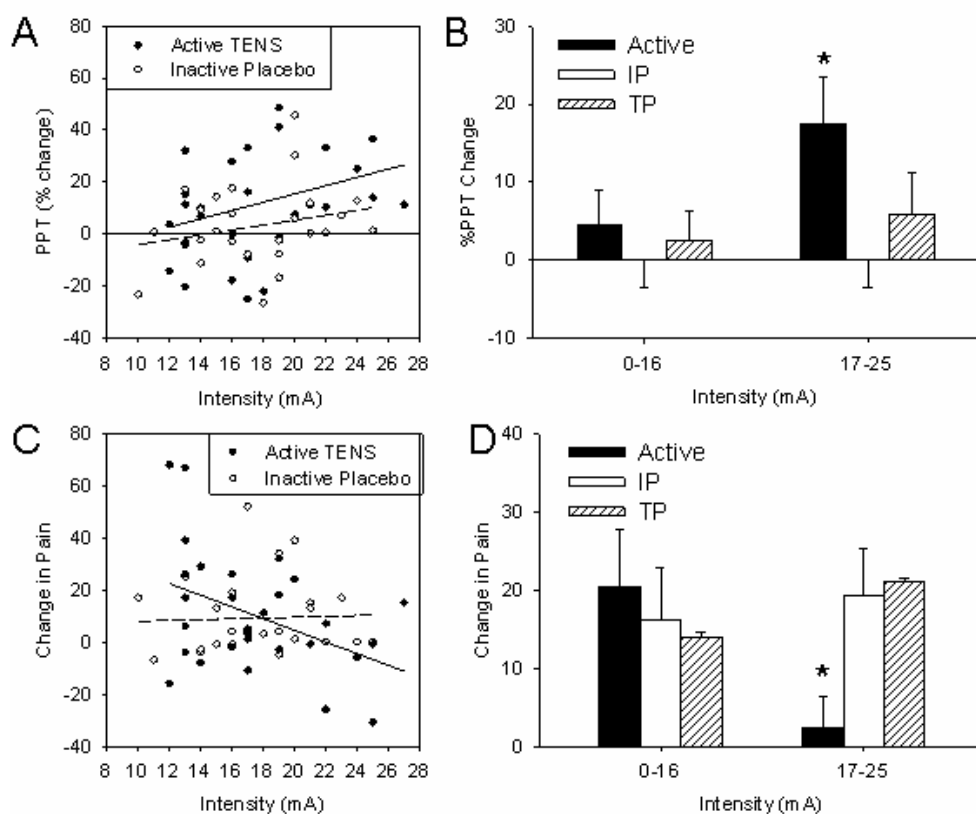 A
80
60
40
20
0
-20
-40
PPT (% change)
Active TENS
Inactive Placebo
8 10 12 14 16 18 20 22 24 26 28
Intensity (mA)
B
30
20
10
0
-10
%PPT Change
Active
IP
TP
*
0-16 17-25
Intensity (mA)
C
80
60
40
20
0
-20
-40
Change in Pain
Active TENS
Inactive Placebo
8 10 12 14 16 18 20 22 24 26 28
Intensity (mA)
D
40
30
20
10
0
Change in Pain
Active
IP
TP
*
0-16 17-25
Intensity (mA)